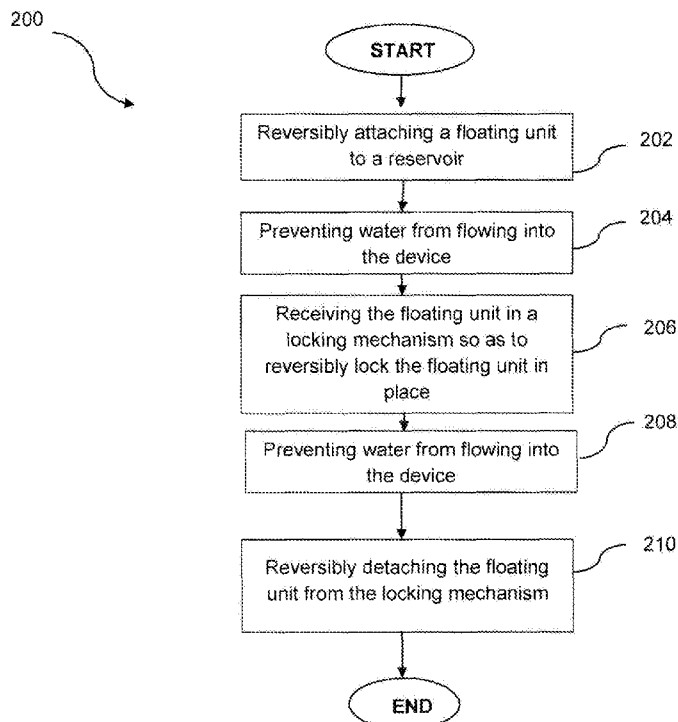 200
START
Reversibly attaching a floating unit
to a reservoir
202
Preventing water from flowing into
the device
204
Receiving the floating unit in a
locking mechanism so as to
reversibly lock the floating unit in
place
206
Preventing water from flowing into
the device
208
Reversibly detaching the floating
unit from the locking mechanism
210
END